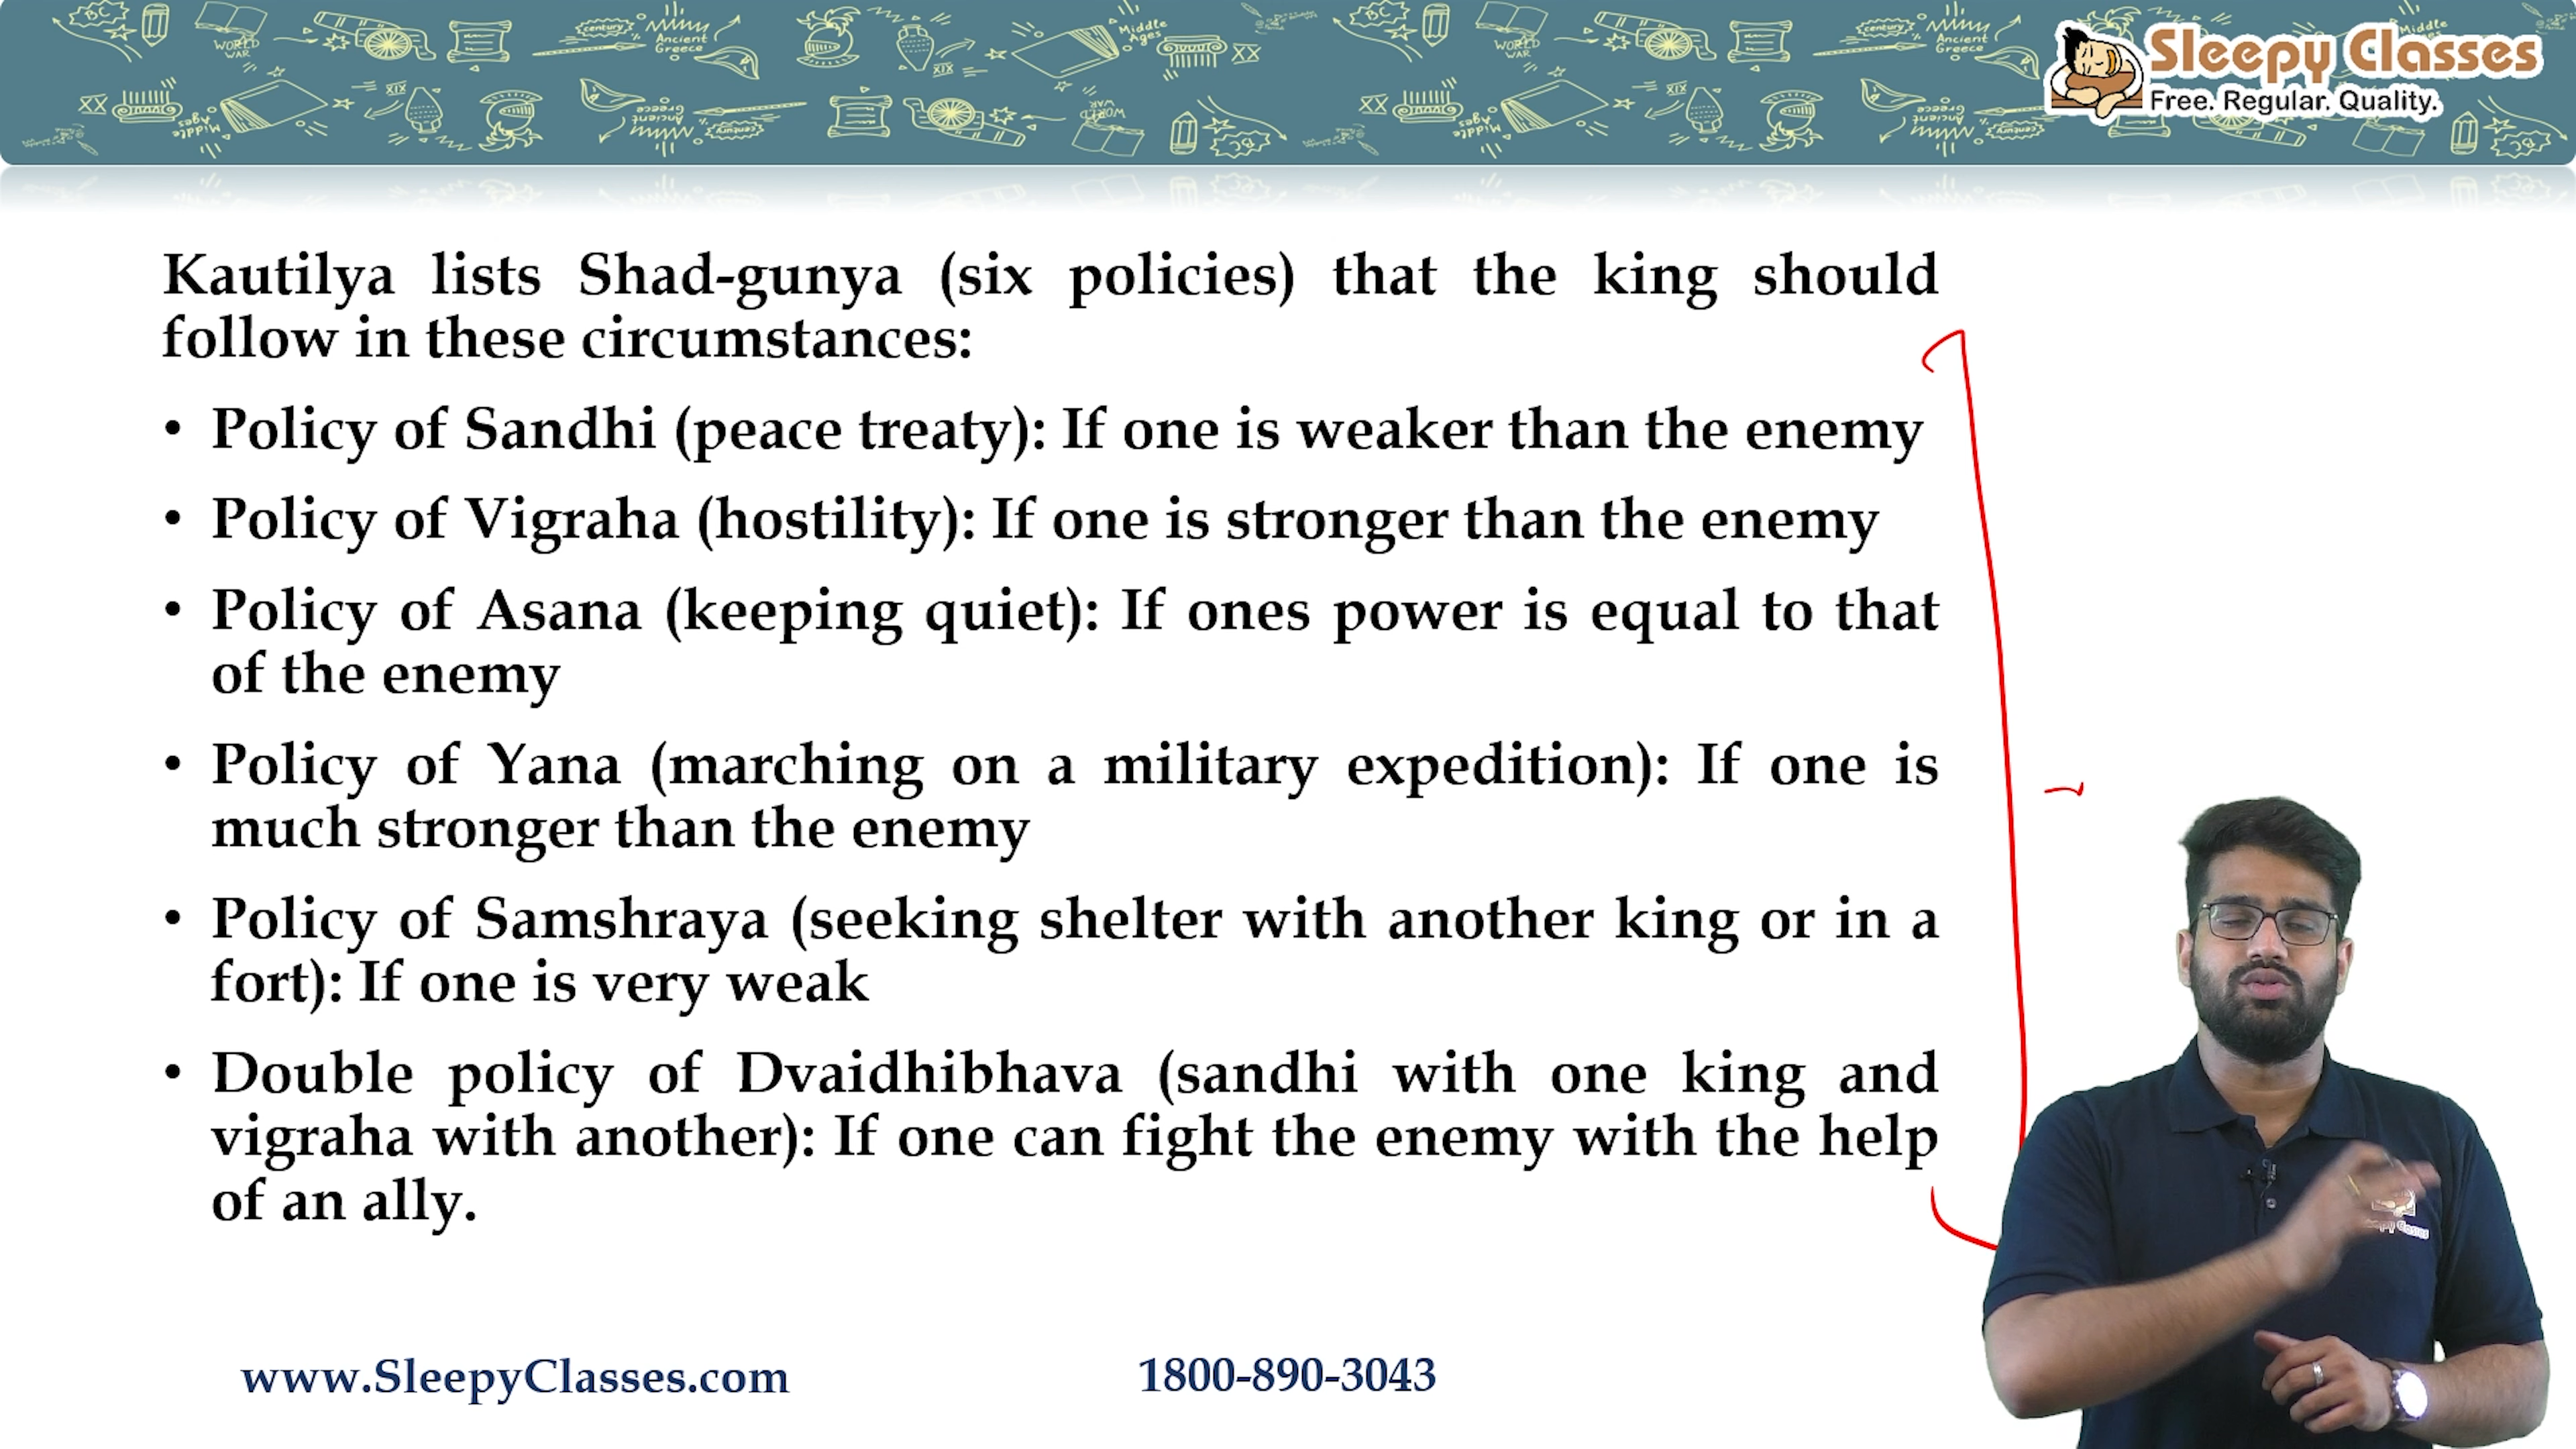 Sleepy Classes
Free. Regular. Quality.
Kautilya lists Shad-gunya (six policies) that the king should
follow in these circumstances:
• Policy of Sandhi (peace treaty): If one is weaker than the enemy
• Policy of Vigraha (hostility): If one is stronger than the enemy
• Policy of Asana (keeping quiet): If ones power is equal to that
of the enemy
• Policy of Yana (marching on a military expedition): If one is
much stronger than the enemy
• Policy of Samshraya (seeking shelter with another king or in a
fort): If one is very weak
• Double policy of Dvaidhibhava (sandhi with one king and
vigraha with another): If one can fight the enemy with the help
of an ally.
www.SleepyClasses.com
1800-890-3043